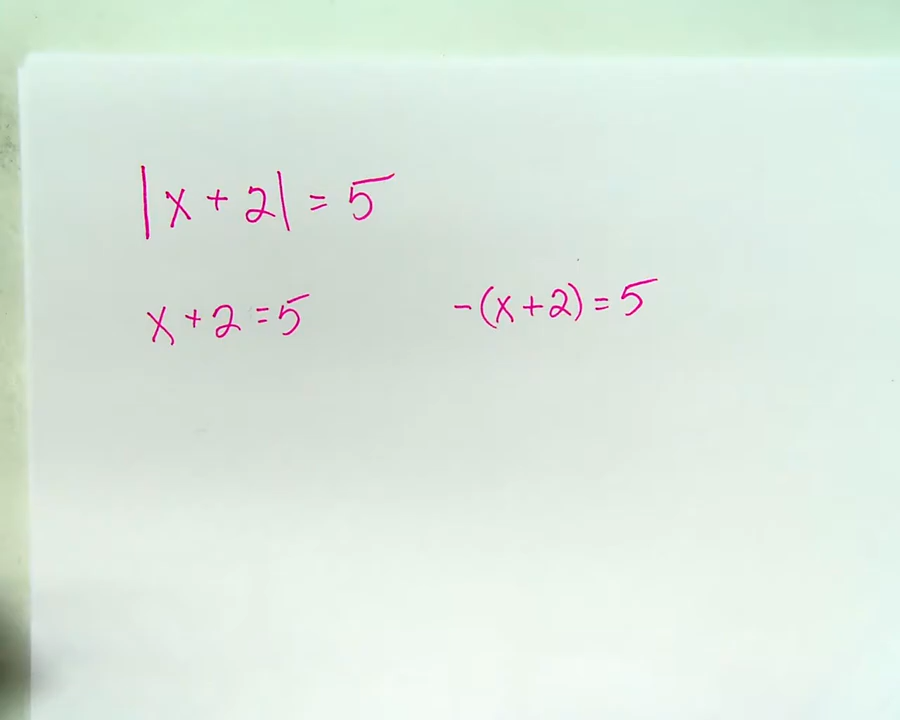 |x + 2| = 5
x + 2 = 5 -(x + 2) = 5